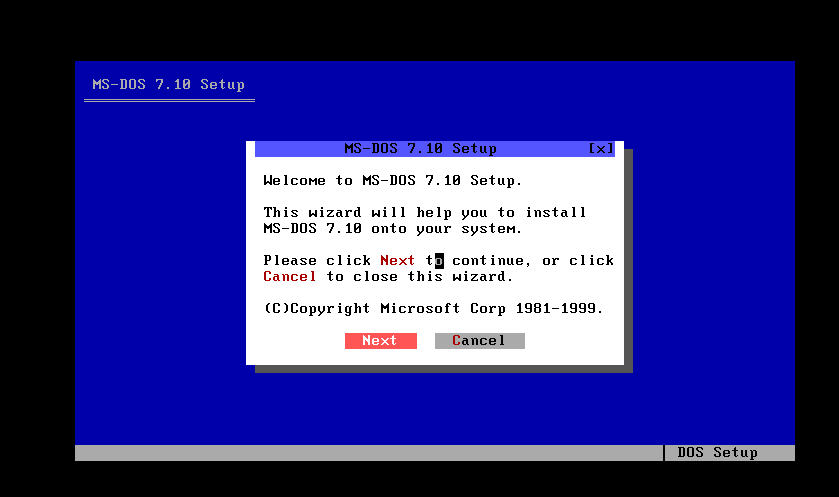 MS-DOS 7.10 Setup
MS-DOS 7.10 Setup [x]
Welcome to MS-DOS 7.10 Setup.
This wizard will help you to install
MS-DOS 7.10 onto your system.
Please click Next to continue, or click
Cancel to close this wizard.
(C)Copyright Microsoft Corp 1981-1999.
Next Cancel
DOS Setup